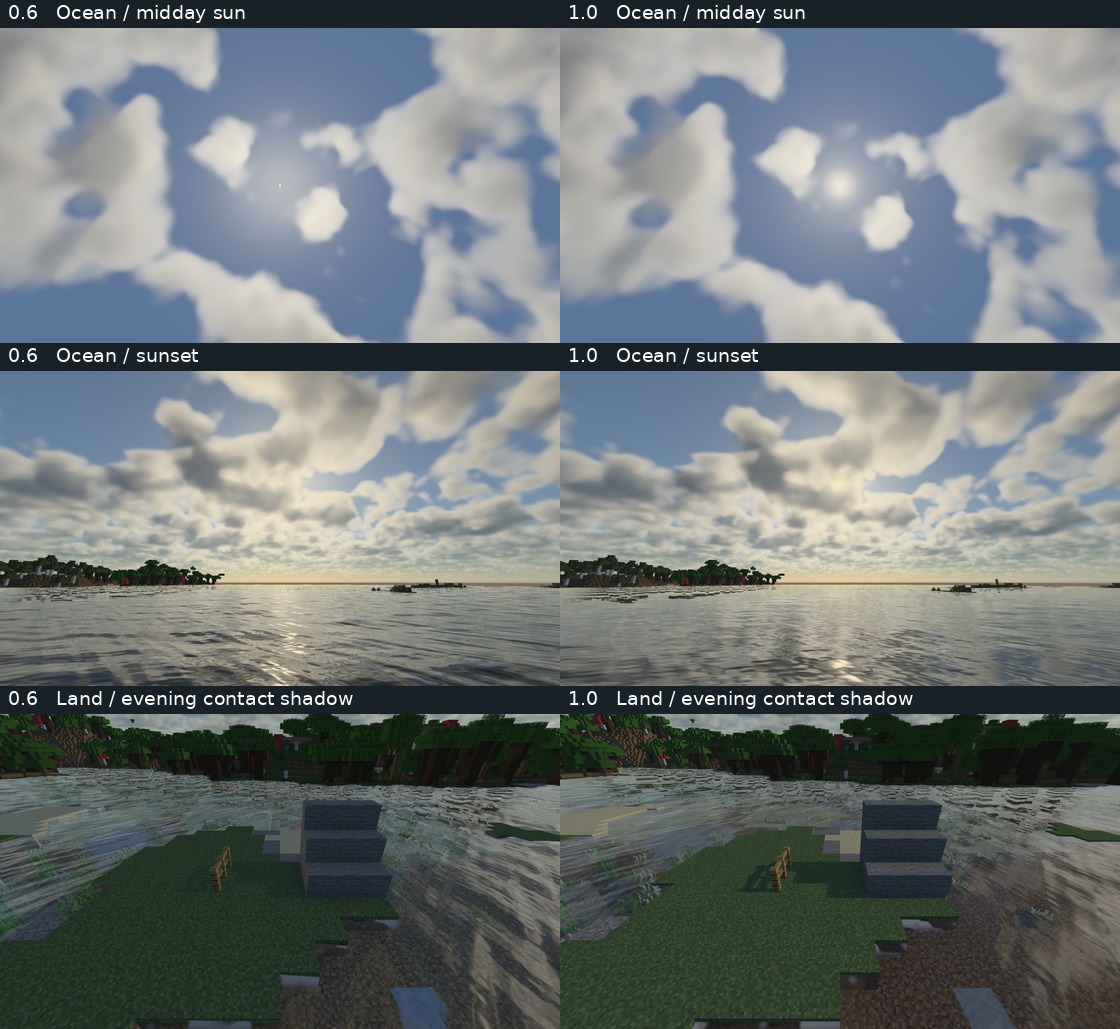 0.6 Ocean / midday sun
1.0 Ocean / midday sun
0.6 Ocean / sunset
1.0 Ocean / sunset
0.6 Land / evening contact shadow
1.0 Land / evening contact shadow